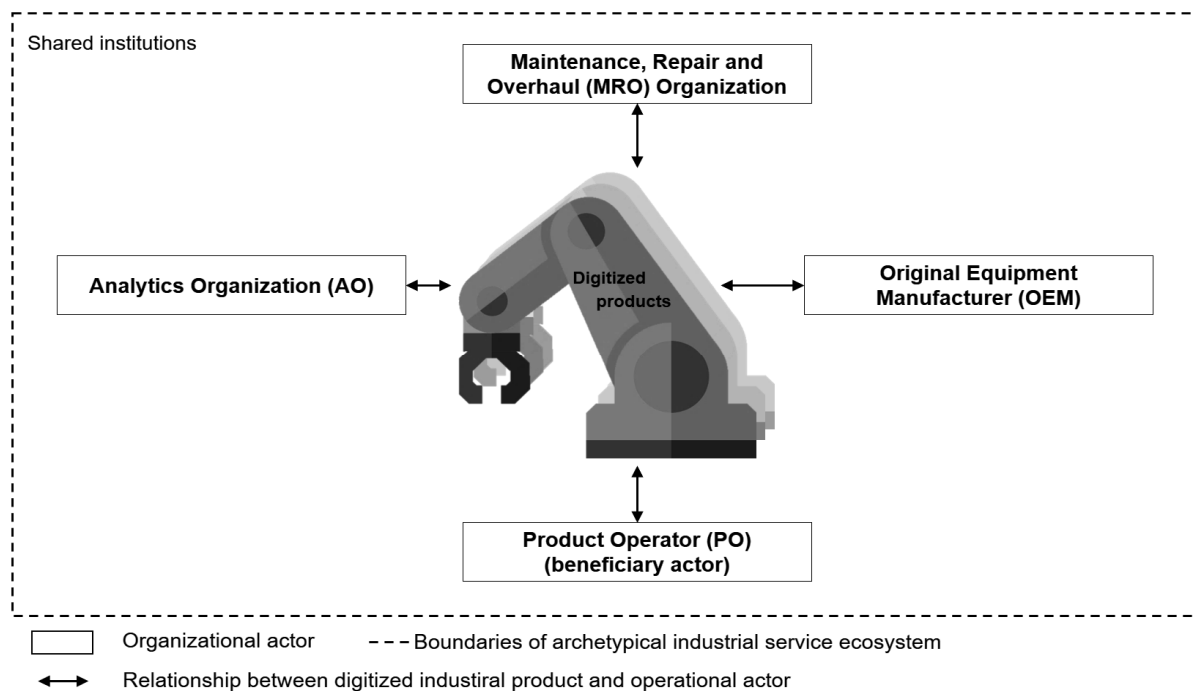 Shared institutions
Maintenance, Repair and
Overhaul (MRO) Organization
Analytics Organization (AO)
Digitized
products
Original Equipment
Manufacturer (OEM)
Product Operator (PO)
(beneficiary actor)
Organizational actor
Boundaries of archetypical industrial service ecosystem
Relationship between digitized industiral product and operational actor